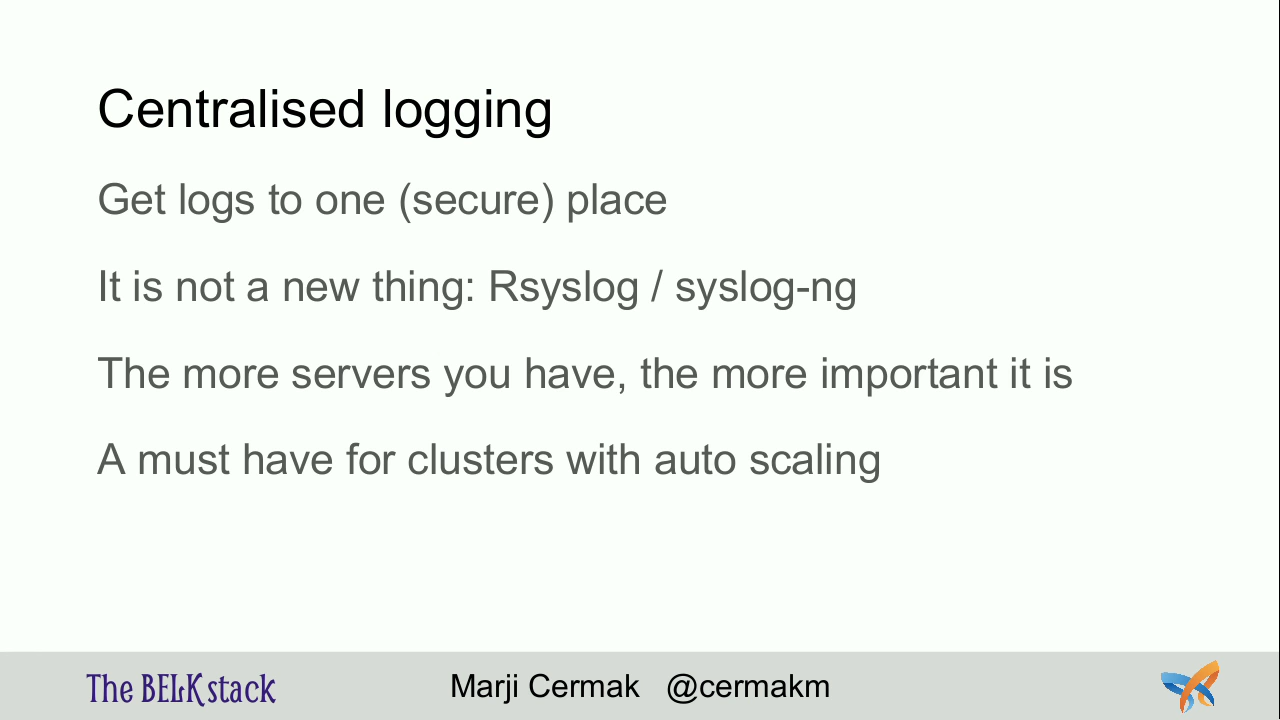 Centralised logging
Get logs to one (secure) place
It is not a new thing: Rsyslog / syslog-ng
The more servers you have, the more important it is
A must have for clusters with auto scaling
The BELK stack
Marji Cermak @cermakm